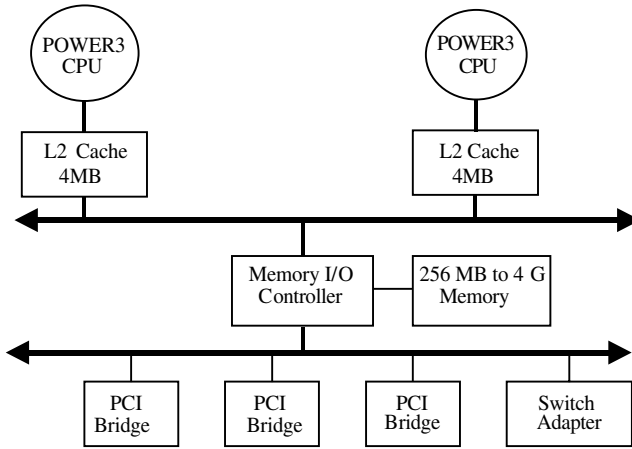 POWER3
CPU
POWER3
CPU
L2 Cache
4MB
L2 Cache
4MB
Memory I/O
Controller
256 MB to 4 G
Memory
PCI
Bridge
PCI
Bridge
PCI
Bridge
Switch
Adapter